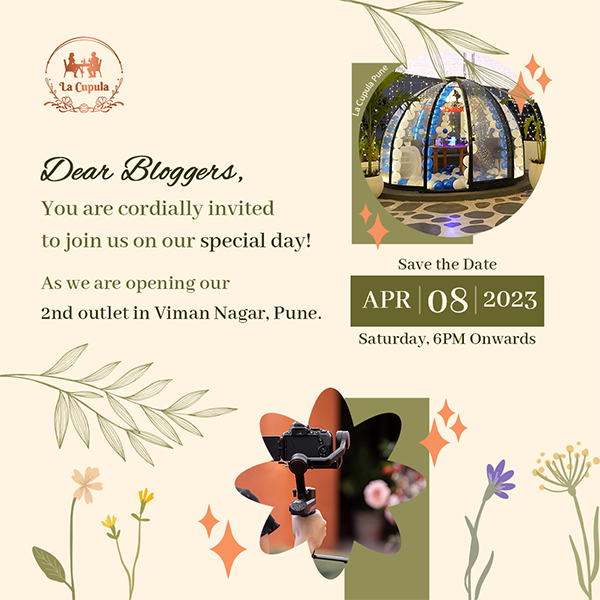 La Cupula
La Cupula Pune
Dear Bloggers,
You are cordially invited
to join us on our special day!
As we are opening our
2nd outlet in Viman Nagar, Pune.
Save the Date
APR | 08 | 2023
Saturday, 6PM Onwards